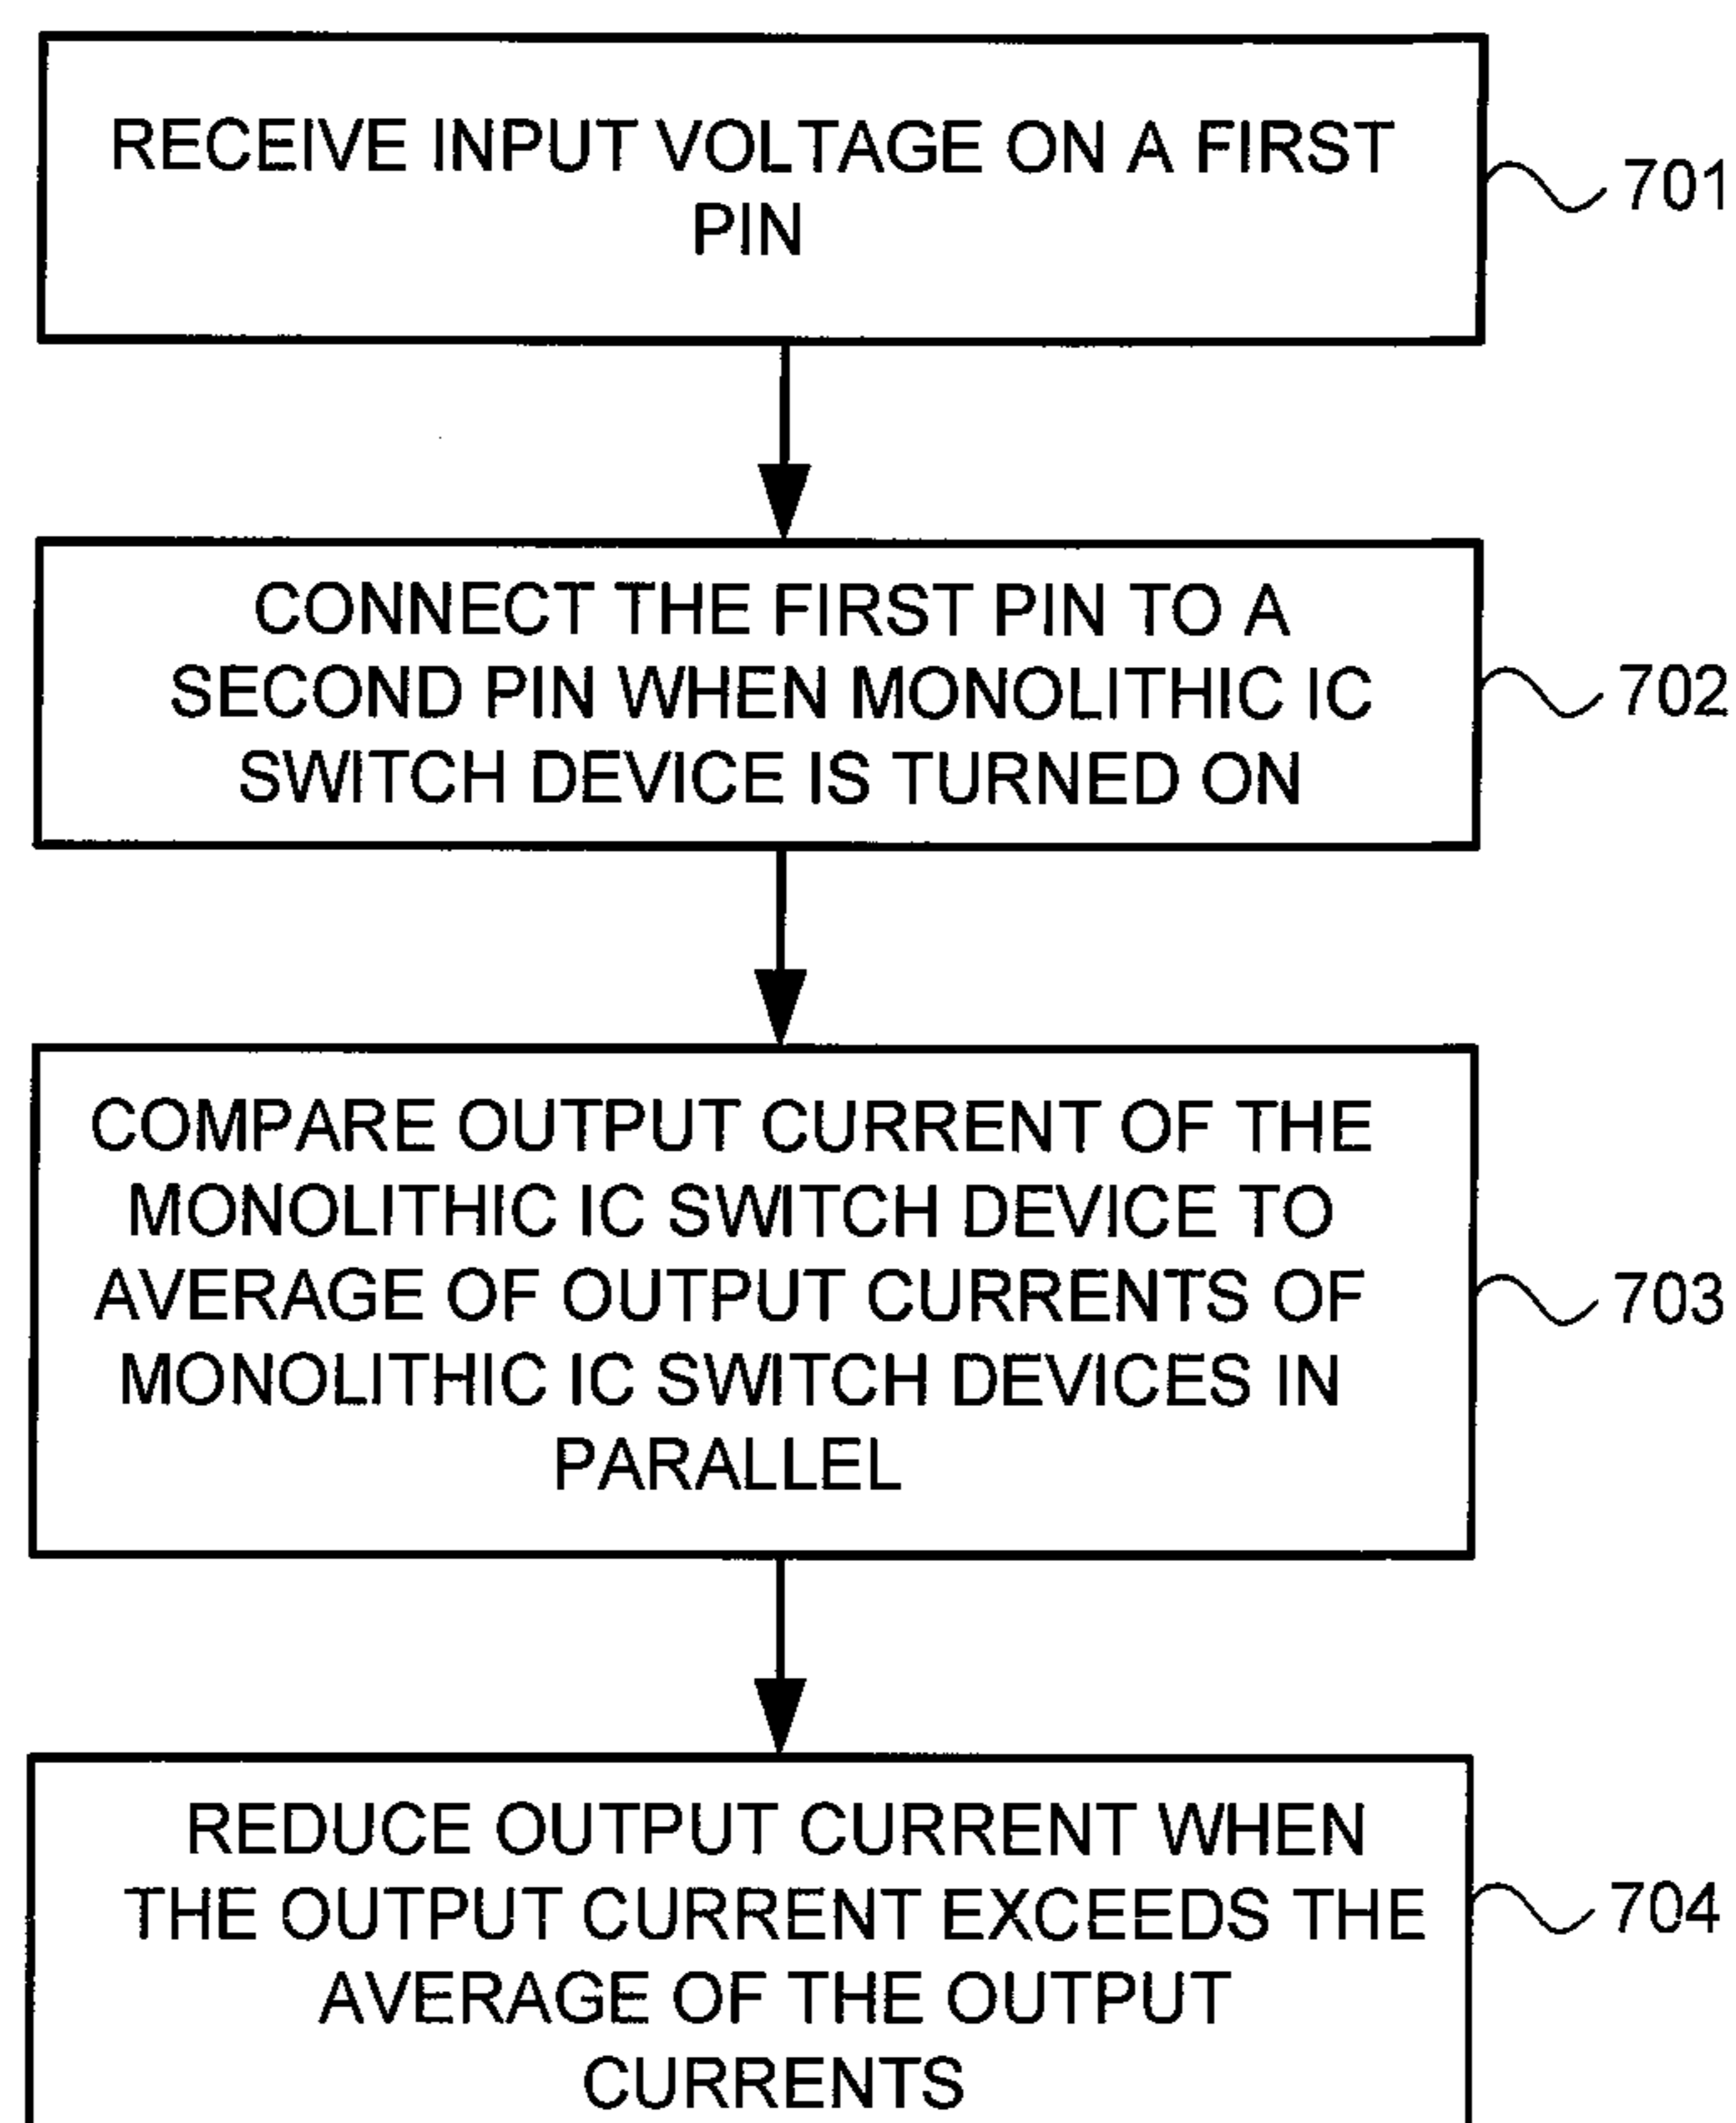 RECEIVE INPUT VOLTAGE ON A FIRST
PIN
701
CONNECT THE FIRST PIN TO A
SECOND PIN WHEN MONOLITHIC IC
SWITCH DEVICE IS TURNED ON
702
COMPARE OUTPUT CURRENT OF THE
MONOLITHIC IC SWITCH DEVICE TO
AVERAGE OF OUTPUT CURRENTS OF
MONOLITHIC IC SWITCH DEVICES IN
PARALLEL
703
REDUCE OUTPUT CURRENT WHEN
THE OUTPUT CURRENT EXCEEDS THE
AVERAGE OF THE OUTPUT
CURRENTS
704